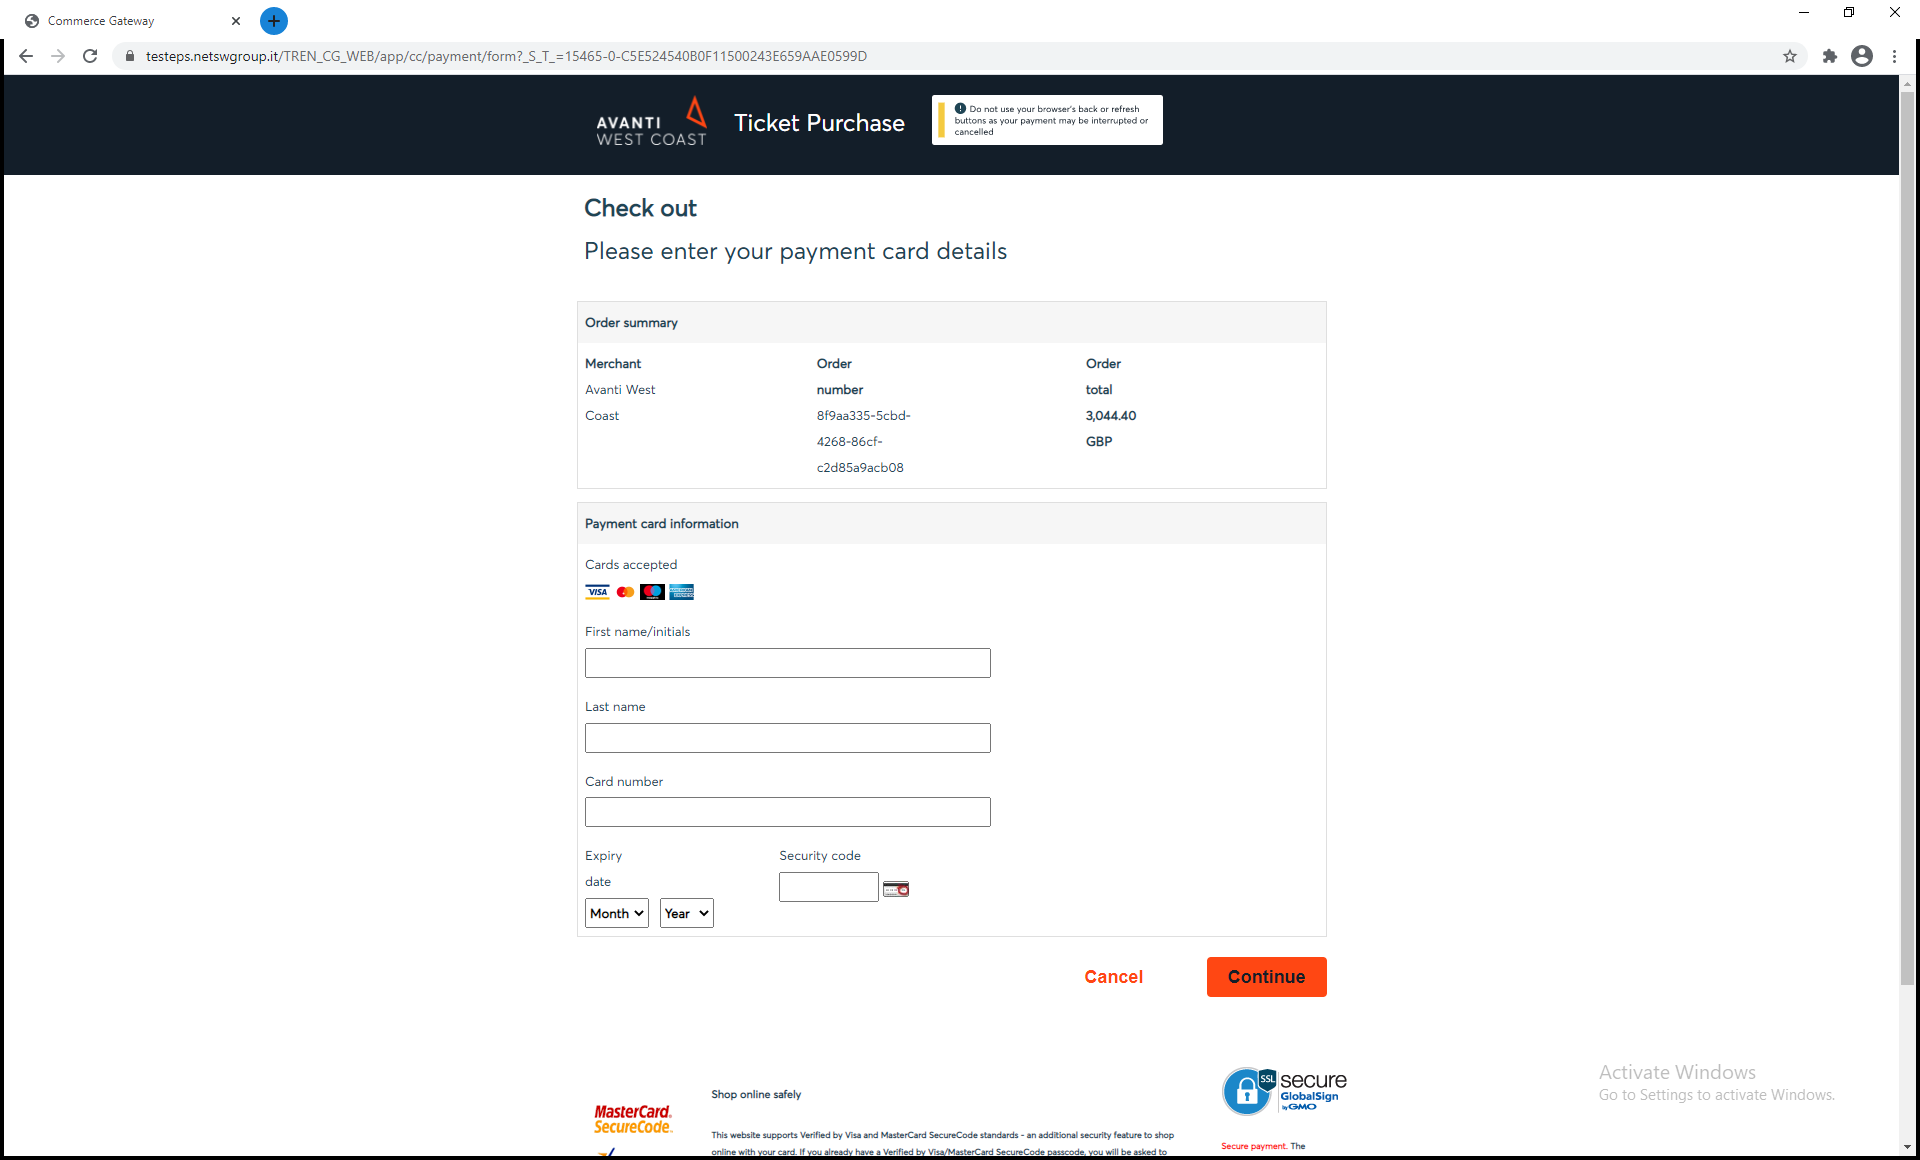 Commerce Gateway
testeps.netswgroup.it/TREN_CG_WEB/app/cc/payment/form?_S_T_=15465-0-C5E524540B0F11500243E659AAE0599D
AVANTI
WEST COAST
Ticket Purchase
Do not use your browser's back or refresh
buttons as your payment may be interrupted or
cancelled
Check out
Please enter your payment card details
Order summary
Merchant
Avanti West
Coast
Order
number
8f9aa335-5cbd-
4268-86cf-
c2d85a9acb08
Order
total
3,044.40
GBP
Payment card information
Cards accepted
VISA
First name/initials
Last name
Card number
Expiry
date
Month
Year
Security code
Cancel
Continue
MasterCard.
SecureCode.
Shop online safely
This website supports Verified by Visa and MasterCard SecureCode standards - an additional security feature to shop
online with your card. If you already have a Verified by Visa/MasterCard SecureCode passcode, you will be asked to
SSL
secure
GlobalSign
by GMO
Secure payment. The
Activate Windows
Go to Settings to activate Windows.